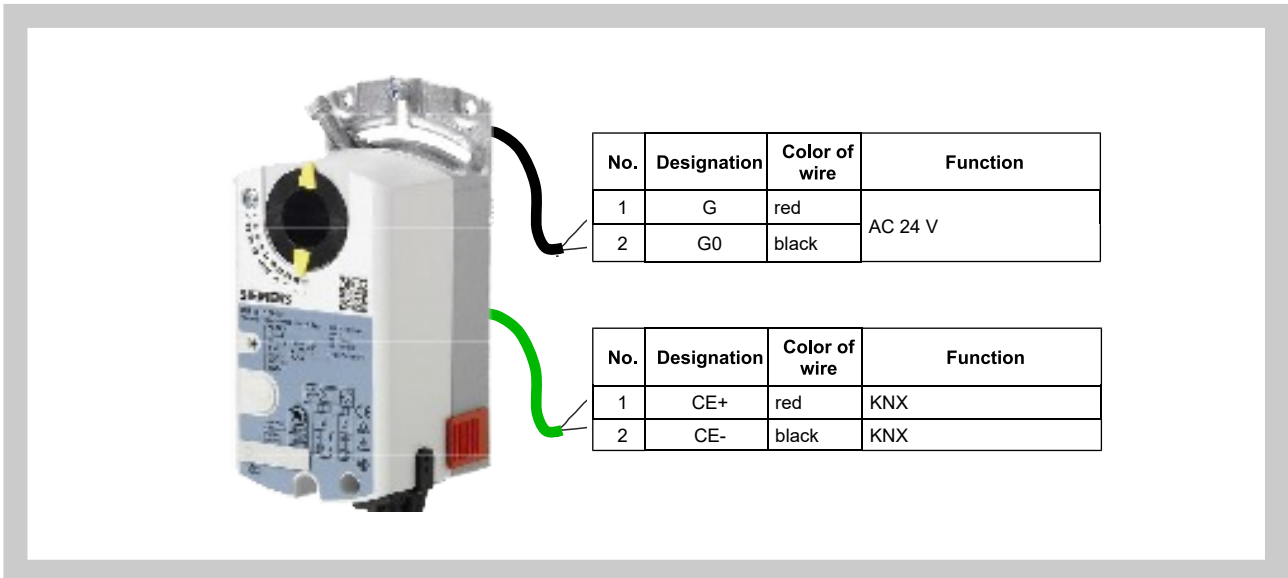 No. Designation Color of wire Function
1 G red AC 24 V
2 G0 black
SIEMENS
No. Designation Color of wire Function
1 CE+ red KNX
2 CE- black KNX